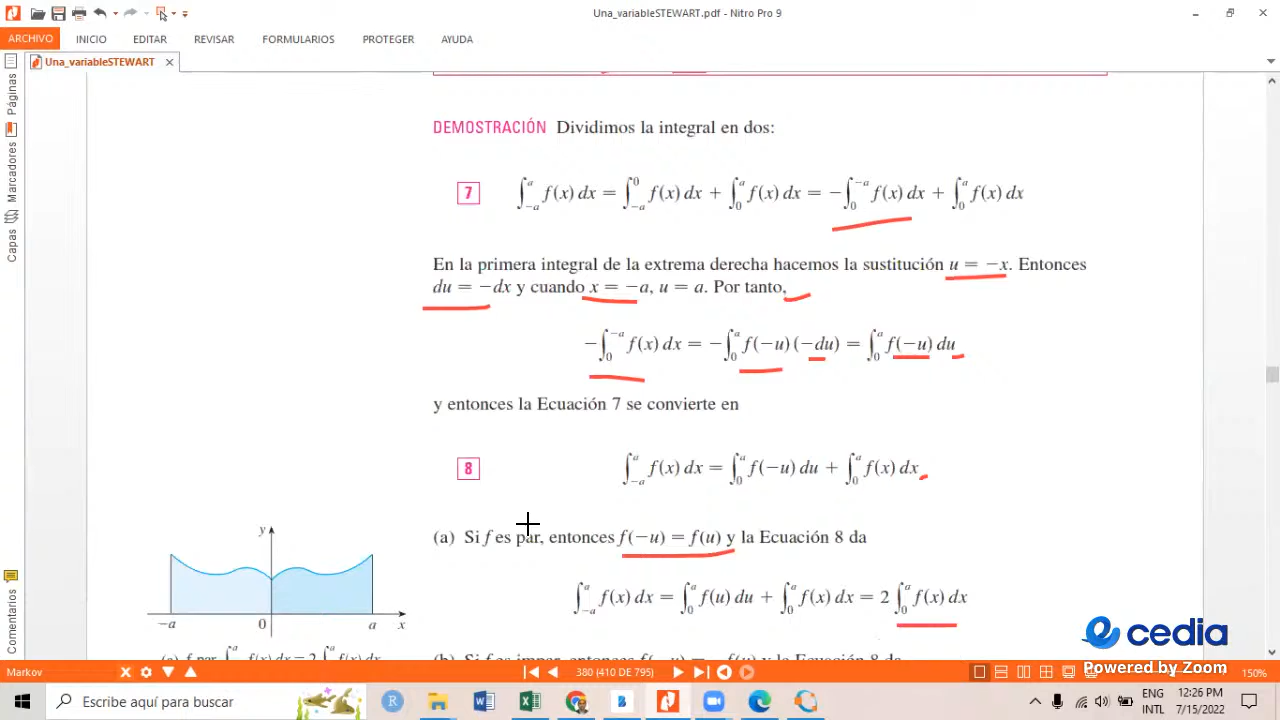 Una_variableSTEWART.pdf - Nitro Pro 9
ARCHIVO INICIO EDITAR REVISAR FORMULARIOS PROTEGER AYUDA
Una_variableSTEWART
Páginas
Marcadores
Capas
Comentarios
DEMOSTRACIÓN Dividimos la integral en dos:
7 ∫_{-a}^{a} f(x) dx = ∫_{-a}^{0} f(x) dx + ∫_{0}^{a} f(x) dx = -∫_{0}^{-a} f(x) dx + ∫_{0}^{a} f(x) dx
En la primera integral de la extrema derecha hacemos la sustitución u = -x. Entonces
du = -dx y cuando x = -a, u = a. Por tanto,
-∫_{0}^{-a} f(x) dx = -∫_{0}^{a} f(-u) (-du) = ∫_{0}^{a} f(-u) du
y entonces la Ecuación 7 se convierte en
8 ∫_{-a}^{a} f(x) dx = ∫_{0}^{a} f(-u) du + ∫_{0}^{a} f(x) dx
(a) Si f es par, entonces f(-u) = f(u) y la Ecuación 8 da
∫_{-a}^{a} f(x) dx = ∫_{0}^{a} f(u) du + ∫_{0}^{a} f(x) dx = 2 ∫_{0}^{a} f(x) dx
y
-a 0 a x
cedia
Powered by Zoom
Markov
380 (410 DE 795)
150%
Escribe aquí para buscar
ENG
INTL
12:26 PM
7/15/2022